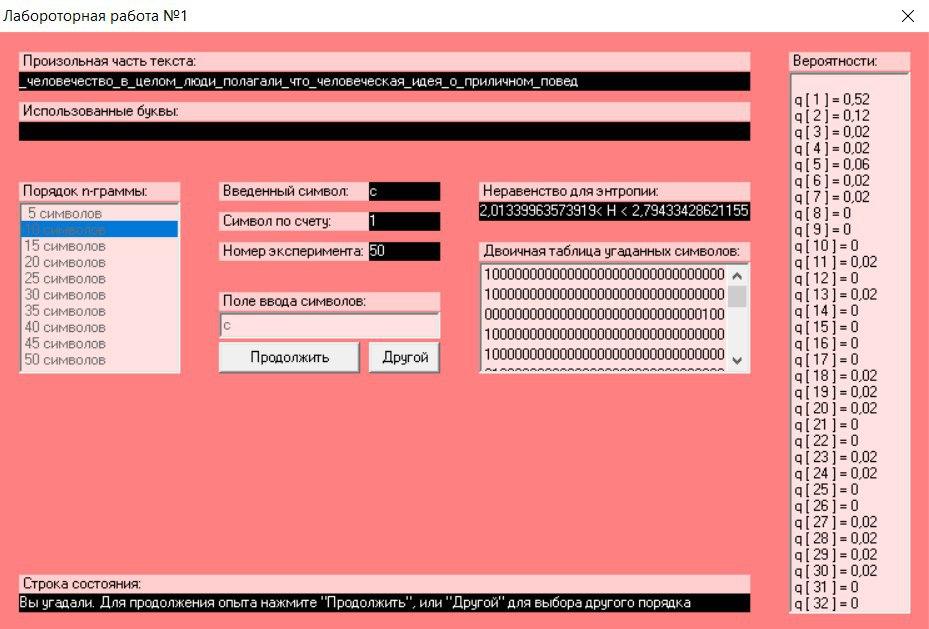 Лабороторная работа №1
Произольная часть текста:
_человечество_в_целом_люди_полагали_что_человеческая_идея_о_приличном_повед
Использованные буквы:
Порядок n-граммы:
5 символов
10 символов
15 символов
20 символов
25 символов
30 символов
35 символов
40 символов
45 символов
50 символов
Введенный символ: с
Символ по счету: 1
Номер эксперимента: 50
Поле ввода символов:
с
Продолжить
Другой
Неравенство для энтропии:
2,01339963573919< H < 2,79433428621155
Двоичная таблица угаданных символов:
10000000000000000000000000000000
10000000000000000000000000000000
00000000000000000000000000000100
10000000000000000000000000000000
10000000000000000000000000000000
Вероятности:
q [ 1 ] = 0,52
q [ 2 ] = 0,12
q [ 3 ] = 0,02
q [ 4 ] = 0,02
q [ 5 ] = 0,06
q [ 6 ] = 0,02
q [ 7 ] = 0,02
q [ 8 ] = 0
q [ 9 ] = 0
q [ 10 ] = 0
q [ 11 ] = 0,02
q [ 12 ] = 0
q [ 13 ] = 0,02
q [ 14 ] = 0
q [ 15 ] = 0
q [ 16 ] = 0
q [ 17 ] = 0
q [ 18 ] = 0,02
q [ 19 ] = 0,02
q [ 20 ] = 0,02
q [ 21 ] = 0
q [ 22 ] = 0
q [ 23 ] = 0,02
q [ 24 ] = 0,02
q [ 25 ] = 0
q [ 26 ] = 0
q [ 27 ] = 0,02
q [ 28 ] = 0,02
q [ 29 ] = 0,02
q [ 30 ] = 0,02
q [ 31 ] = 0
q [ 32 ] = 0
Строка состояния:
Вы угадали. Для продолжения опыта нажмите "Продолжить", или "Другой" для выбора другого порядка